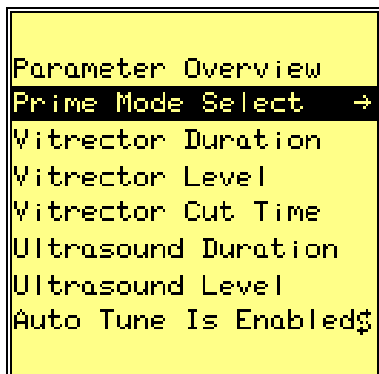 Parameter Overview
Prime Mode Select →
Vitrector Duration
Vitrector Level
Vitrector Cut Time
Ultrasound Duration
Ultrasound Level
Auto Tune Is Enabled↕